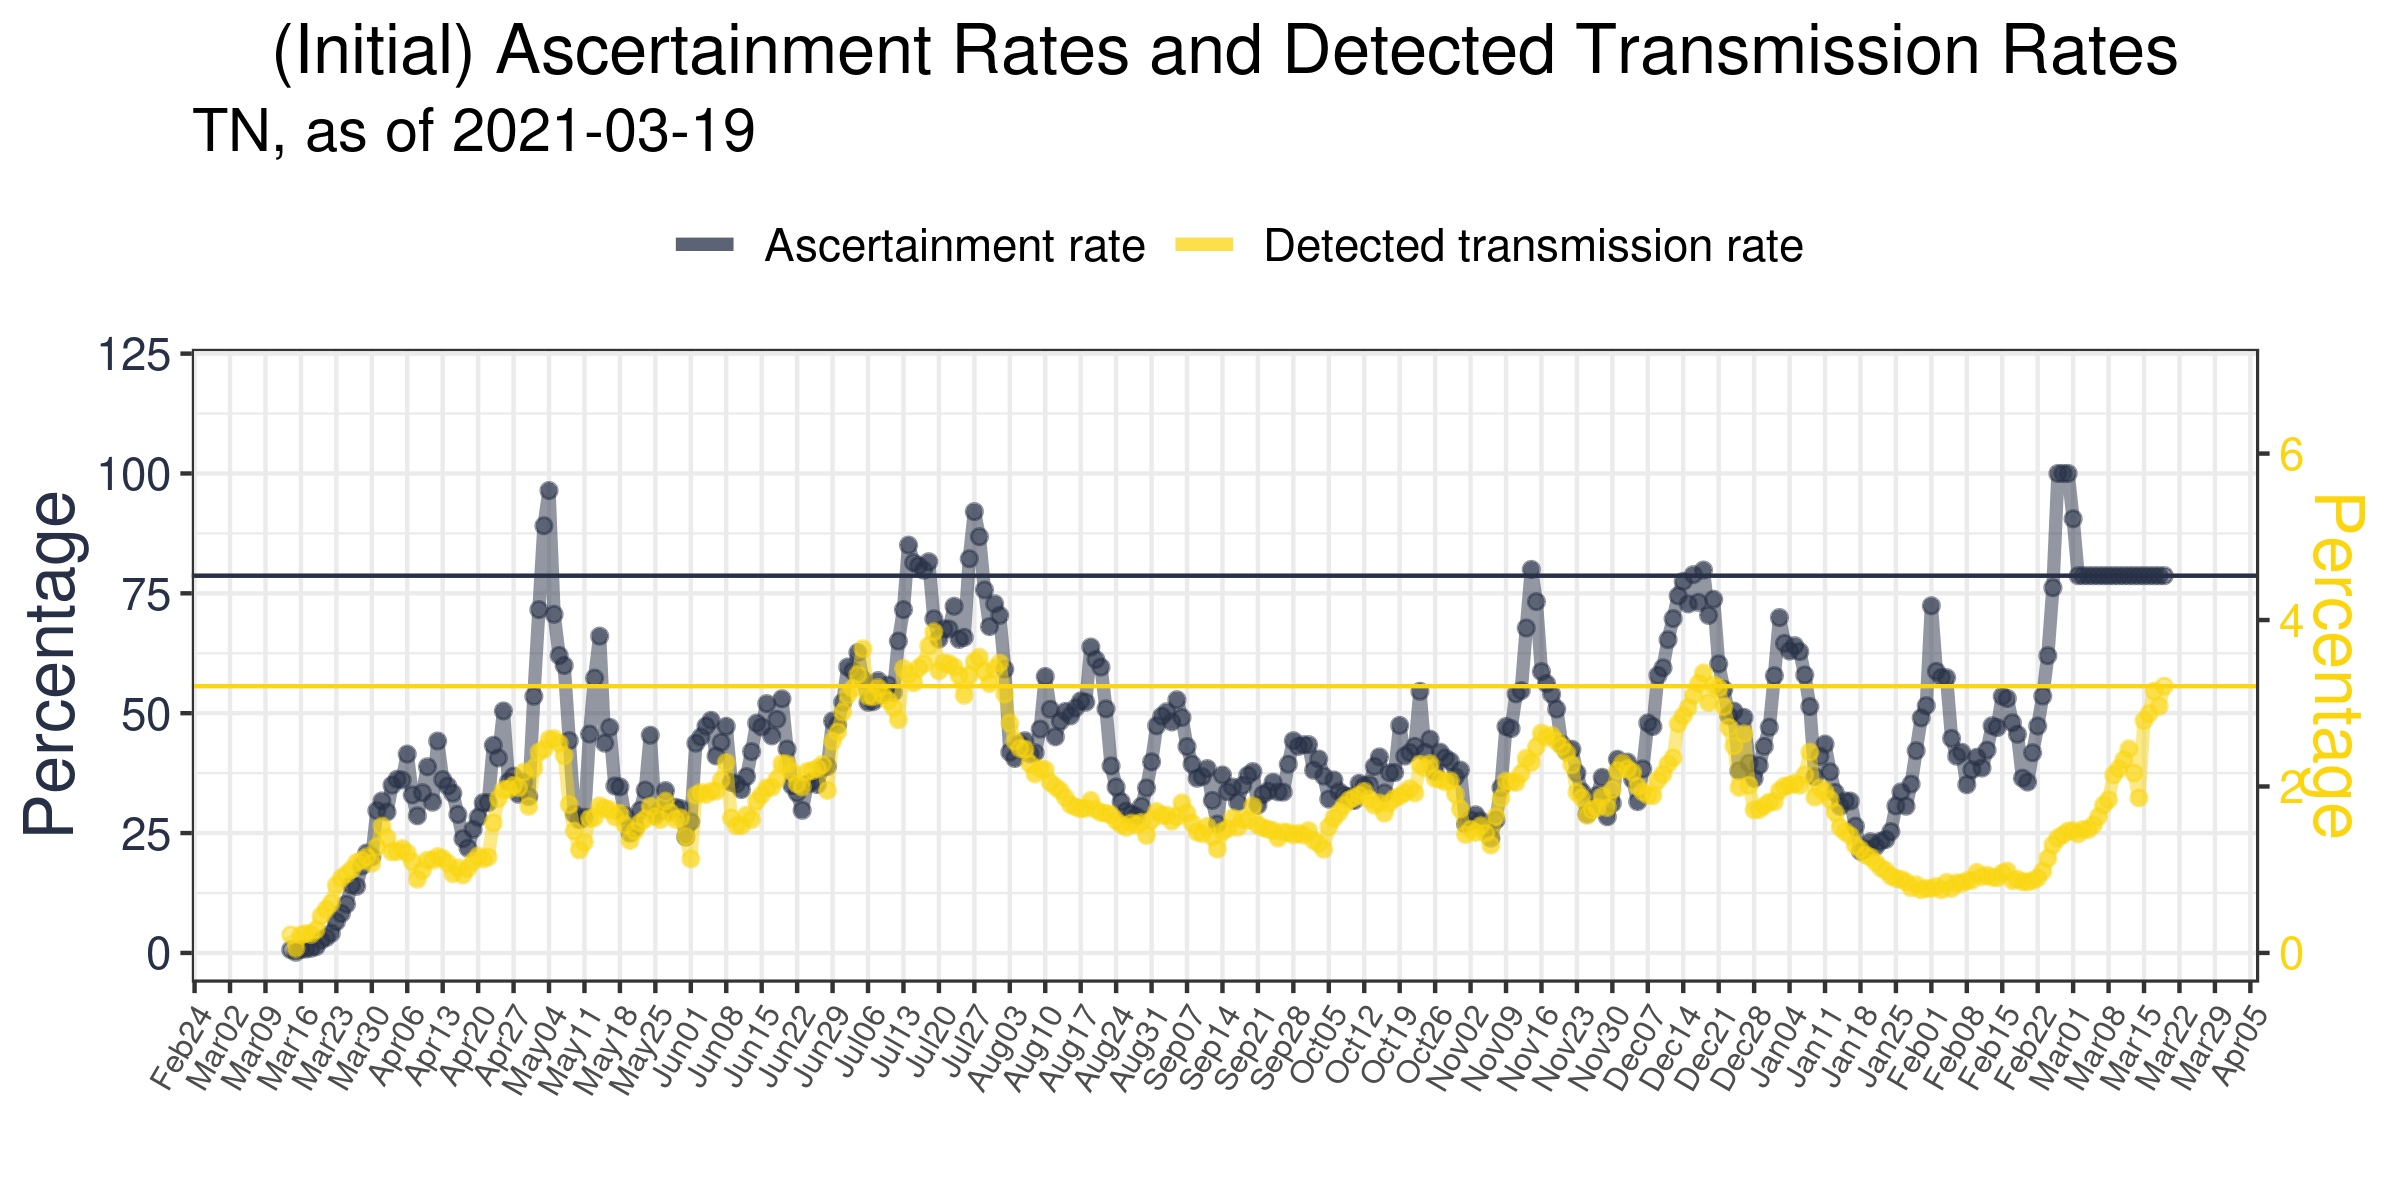 (Initial) Ascertainment Rates and Detected Transmission Rates
TN, as of 2021-03-19
Ascertainment rate
Detected transmission rate
Percentage
125
100
75
50
25
0
6
4
2
0
Percentage
Feb24
Mar02
Mar09
Mar16
Mar23
Mar30
Apr06
Apr13
Apr20
Apr27
May04
May11
May18
May25
Jun01
Jun08
Jun15
Jun22
Jun29
Jul06
Jul13
Jul20
Jul27
Aug03
Aug10
Aug17
Aug24
Aug31
Sep07
Sep14
Sep21
Sep28
Oct05
Oct12
Oct19
Oct26
Nov02
Nov09
Nov16
Nov23
Nov30
Dec07
Dec14
Dec21
Dec28
Jan04
Jan11
Jan18
Jan25
Feb01
Feb08
Feb15
Feb22
Mar01
Mar08
Mar15
Mar22
Mar29
Apr05